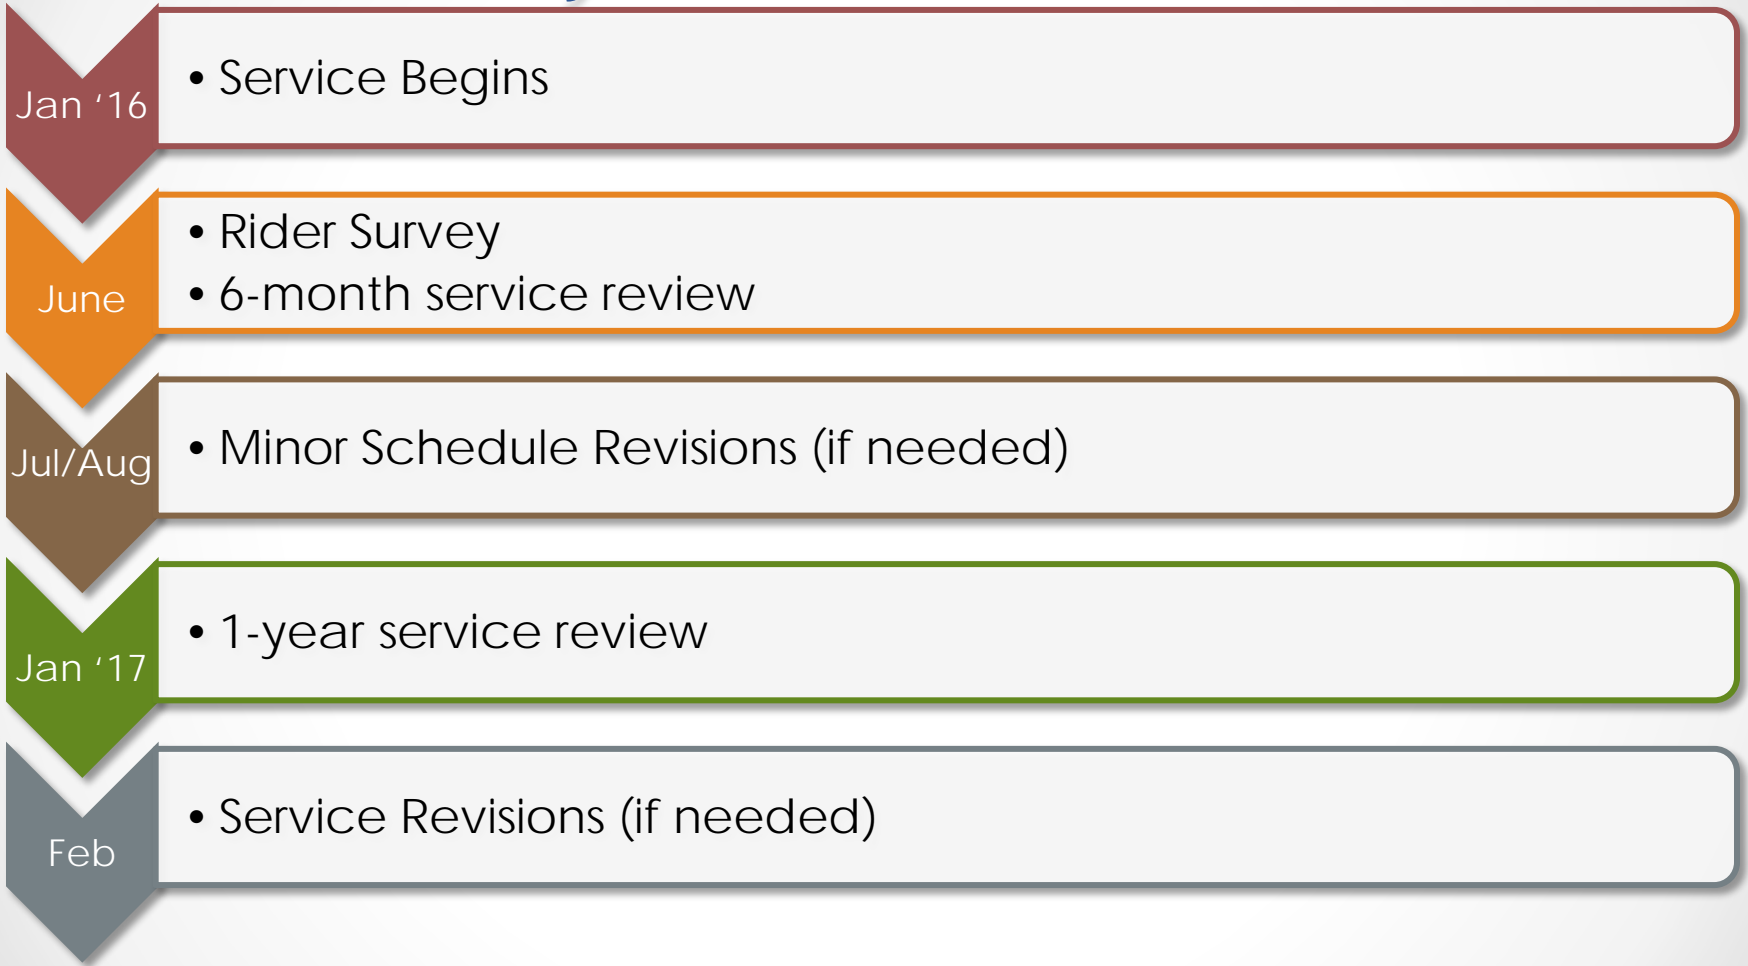 Jan ‘16
• Service Begins
June
• Rider Survey
• 6-month service review
Jul/Aug
• Minor Schedule Revisions (if needed)
Jan ‘17
• 1-year service review
Feb
• Service Revisions (if needed)